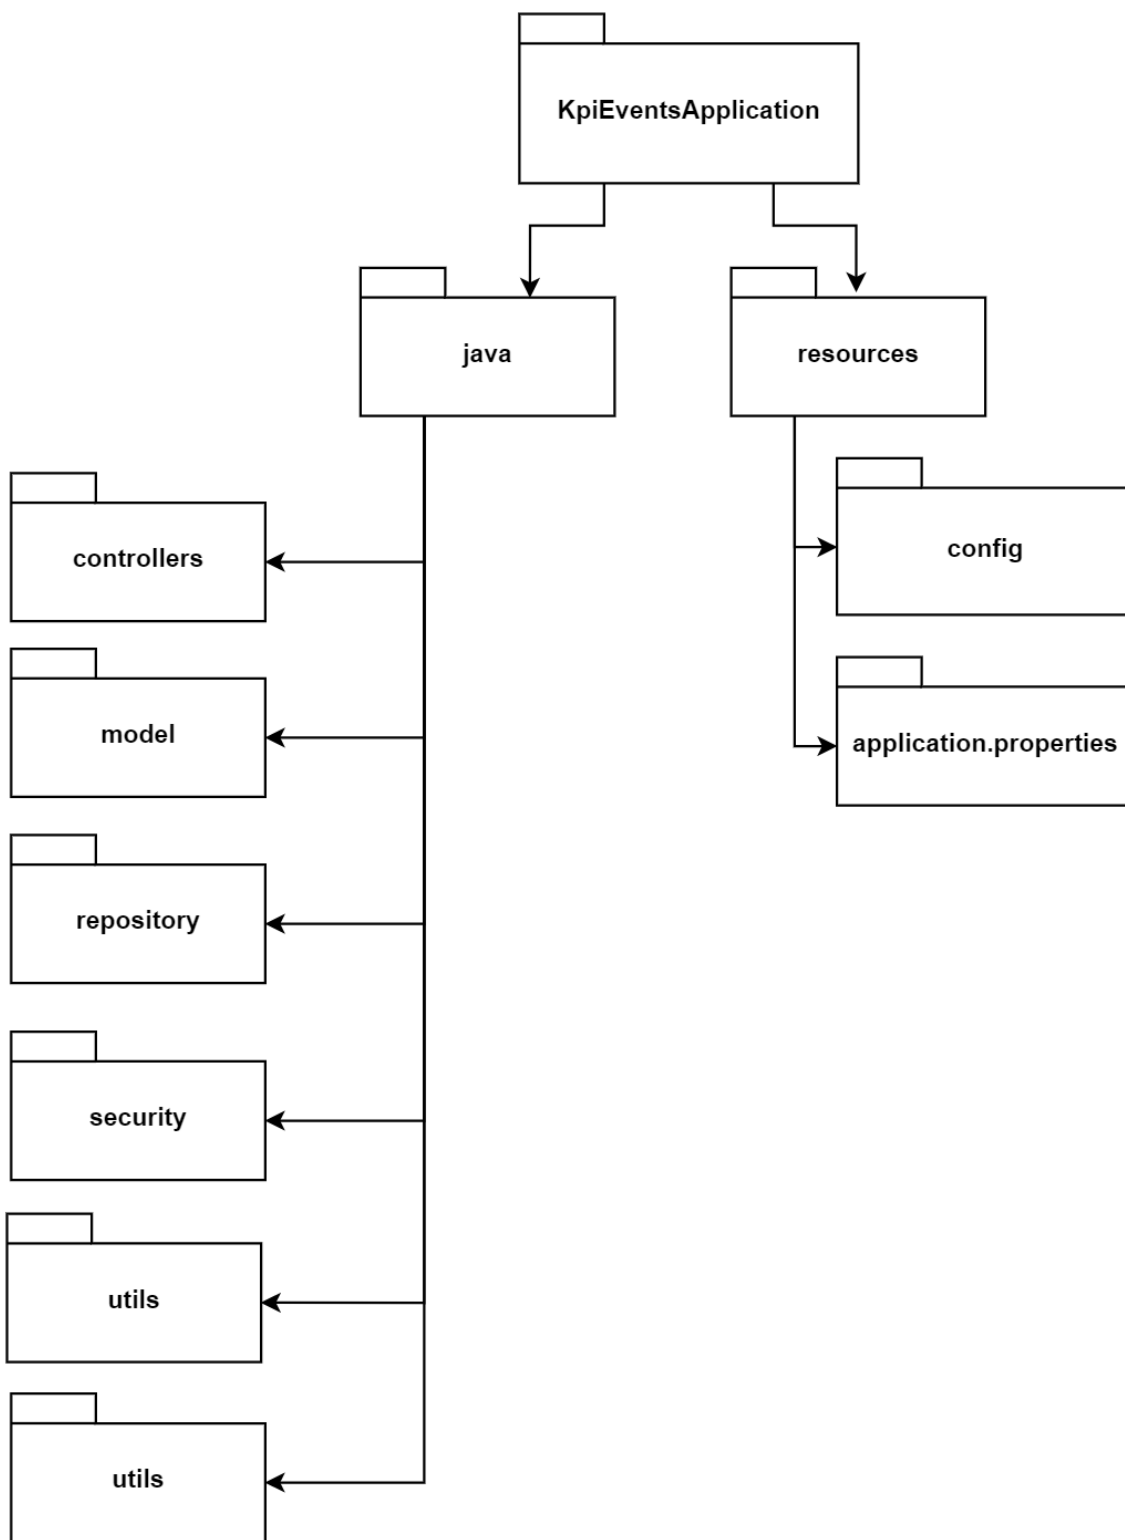 KpiEventsApplication
java
resources
controllers
config
model
application.properties
repository
security
utils
utils